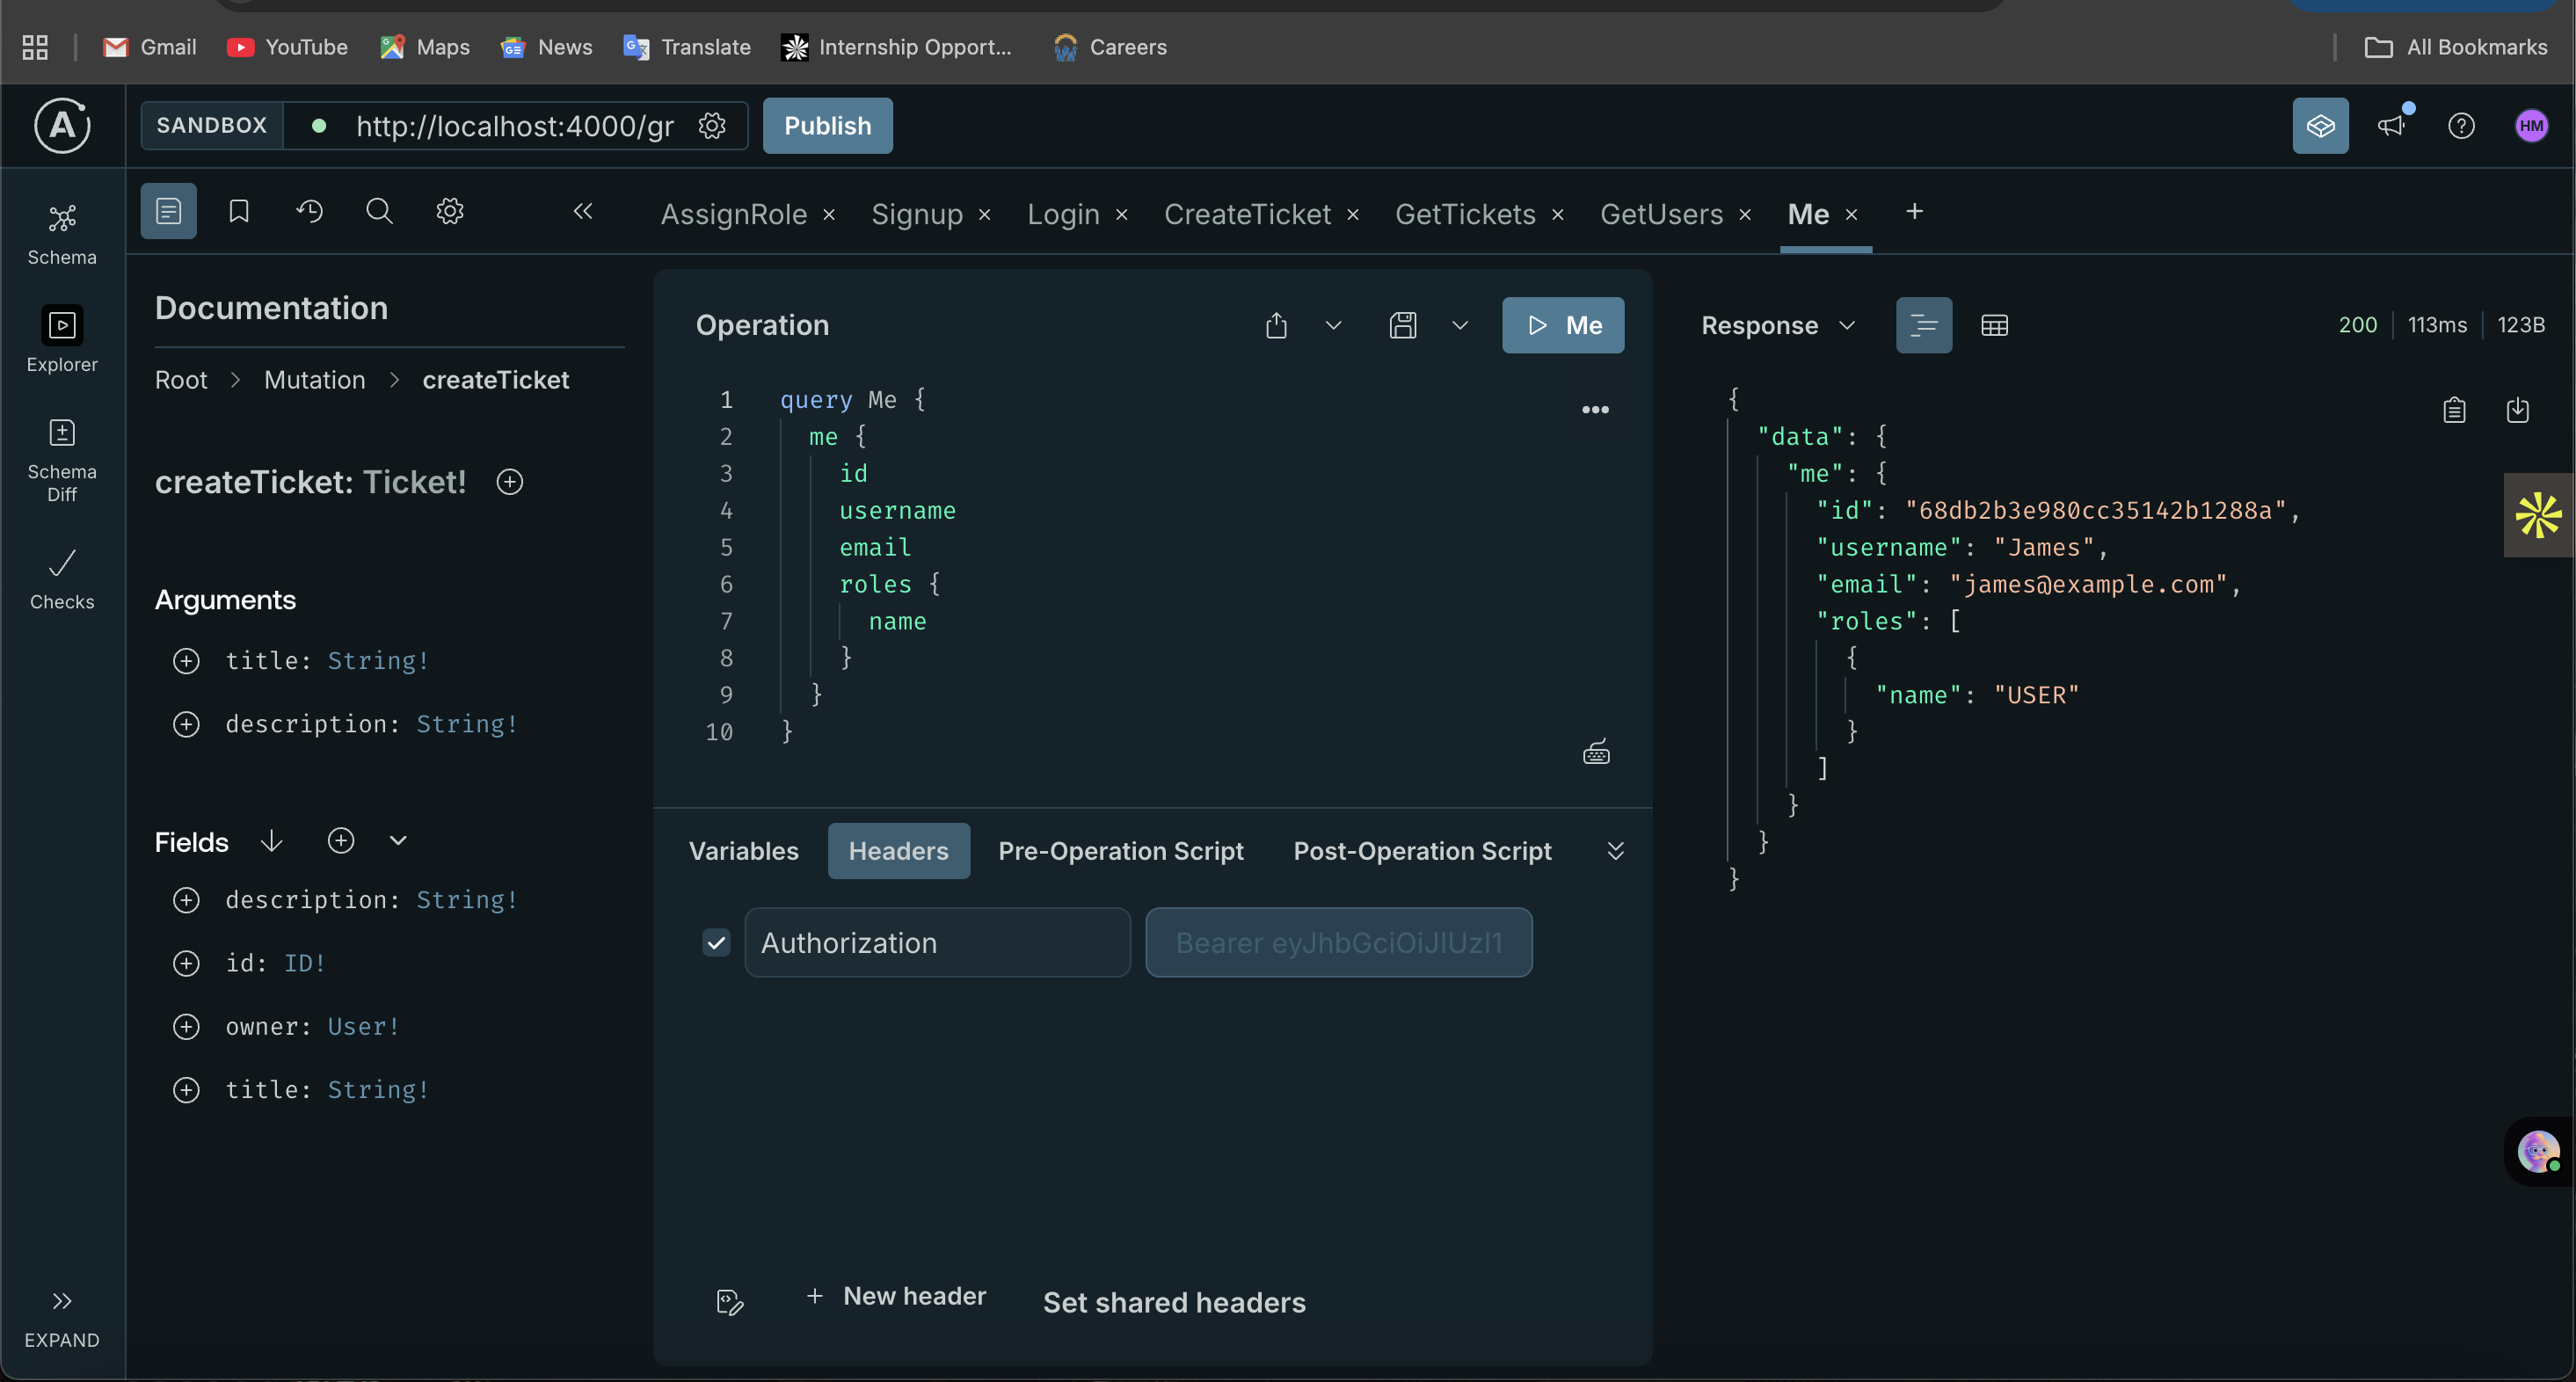 Gmail YouTube Maps News Translate Internship Opport... Careers All Bookmarks
SANDBOX http://localhost:4000/gr Publish HM
Schema
Explorer
Schema
Diff
Checks
EXPAND
AssignRole × Signup × Login × CreateTicket × GetTickets × GetUsers × Me × +
Documentation
Root > Mutation > createTicket
createTicket: Ticket!
Arguments
title: String!
description: String!
Fields
description: String!
id: ID!
owner: User!
title: String!
Operation
Me
1 query Me {
2 me {
3 id
4 username
5 email
6 roles {
7 name
8 }
9 }
10 }
Variables Headers Pre-Operation Script Post-Operation Script
Authorization Bearer eyJhbGciOiJIUzI1
+ New header Set shared headers
Response 200 113ms 123B
{
"data": {
"me": {
"id": "68db2b3e980cc35142b1288a",
"username": "James",
"email": "james@example.com",
"roles": [
{
"name": "USER"
}
]
}
}
}